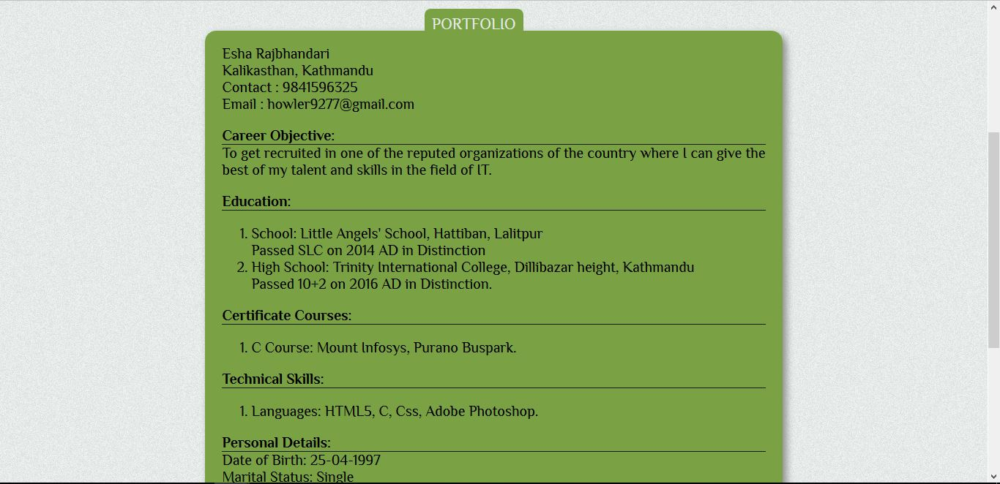 PORTFOLIO
Esha Rajbhandari
Kalikasthan, Kathmandu
Contact : 9841596325
Email : howler9277@gmail.com
Career Objective:
To get recruited in one of the reputed organizations of the country where I can give the
best of my talent and skills in the field of IT.
Education:
1. School: Little Angels' School, Hattiban, Lalitpur
Passed SLC on 2014 AD in Distinction
2. High School: Trinity International College, Dillibazar height, Kathmandu
Passed 10+2 on 2016 AD in Distinction.
Certificate Courses:
1. C Course: Mount Infosys, Purano Buspark.
Technical Skills:
1. Languages: HTML5, C, Css, Adobe Photoshop.
Personal Details:
Date of Birth: 25-04-1997
Marital Status: Single